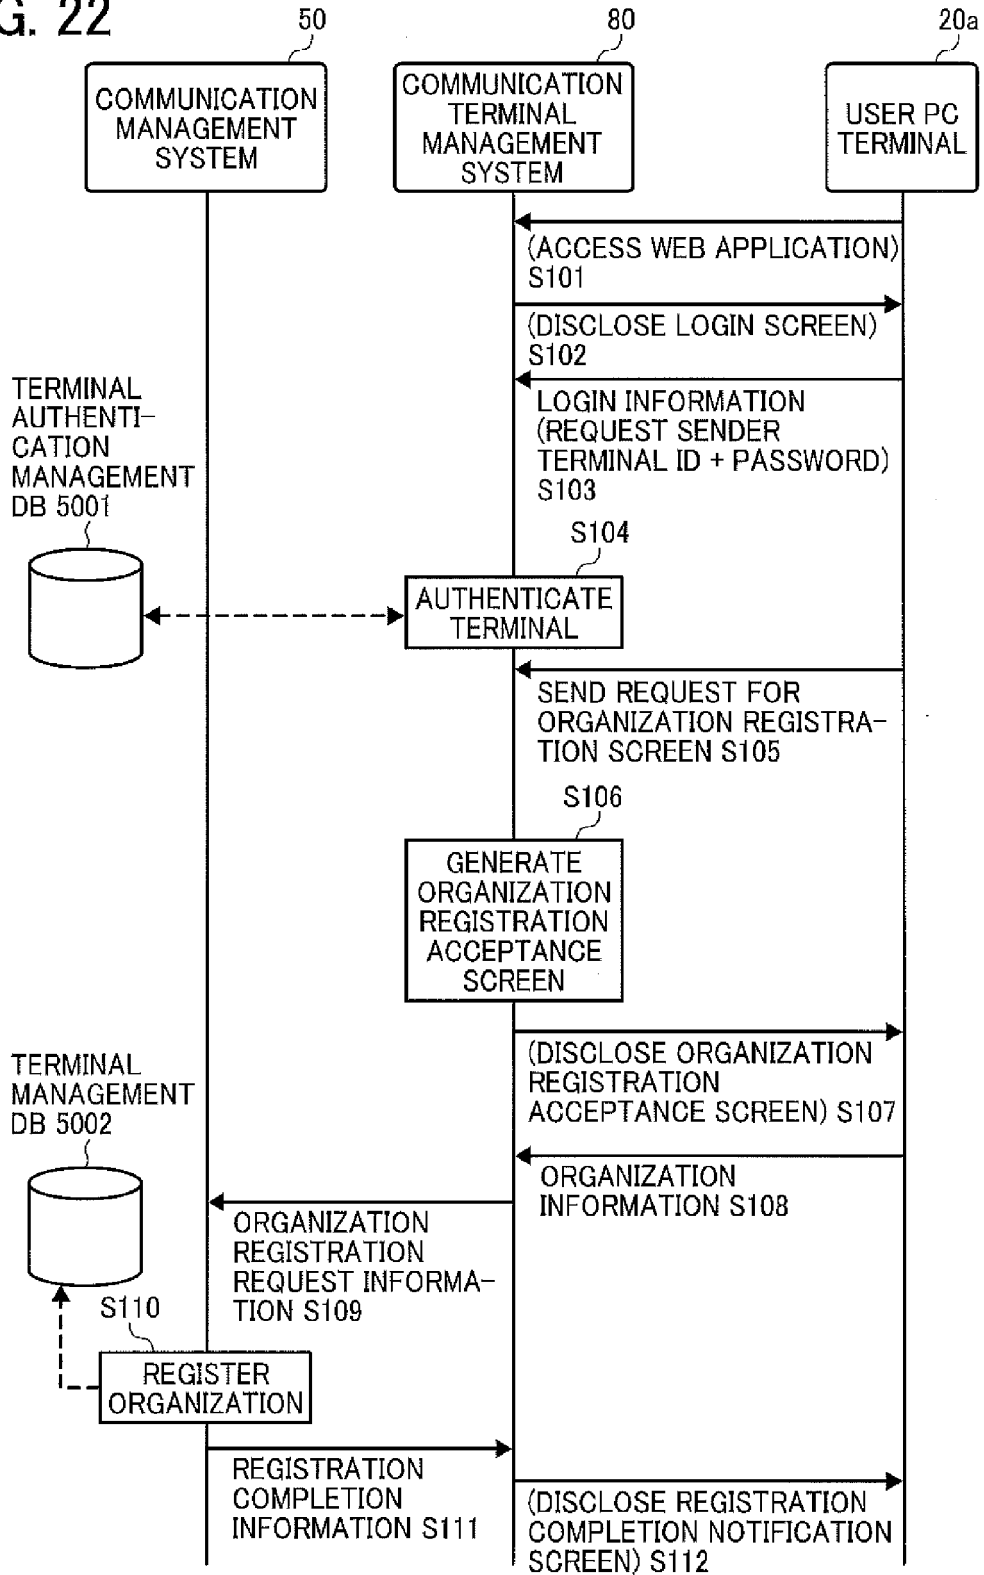 G. 22
50
80
20a
COMMUNICATION
MANAGEMENT
SYSTEM
COMMUNICATION
TERMINAL
MANAGEMENT
SYSTEM
USER PC
TERMINAL
(ACCESS WEB APPLICATION)
S101
(DISCLOSE LOGIN SCREEN)
S102
LOGIN INFORMATION
(REQUEST SENDER
TERMINAL ID + PASSWORD)
S103
TERMINAL
AUTHENTI-
CATION
MANAGEMENT
DB 5001
S104
AUTHENTICATE
TERMINAL
SEND REQUEST FOR
ORGANIZATION REGISTRA-
TION SCREEN S105
S106
GENERATE
ORGANIZATION
REGISTRATION
ACCEPTANCE
SCREEN
(DISCLOSE ORGANIZATION
REGISTRATION
ACCEPTANCE SCREEN) S107
TERMINAL
MANAGEMENT
DB 5002
ORGANIZATION
INFORMATION S108
ORGANIZATION
REGISTRATION
REQUEST INFORMA-
TION S109
S110
REGISTER
ORGANIZATION
REGISTRATION
COMPLETION
INFORMATION S111
(DISCLOSE REGISTRATION
COMPLETION NOTIFICATION
SCREEN) S112